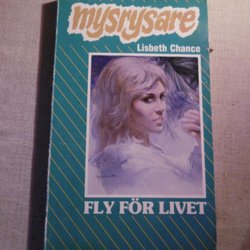 mysrysare
Lisbeth Chance
FLY FÖR LIVET